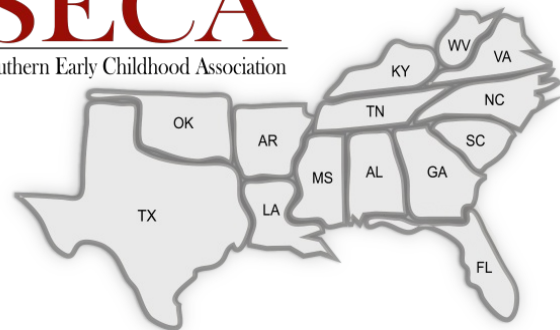 SECA
uthern Early Childhood Association
WV
VA
KY
NC
TN
OK
AR
SC
MS
AL
GA
LA
TX
FL